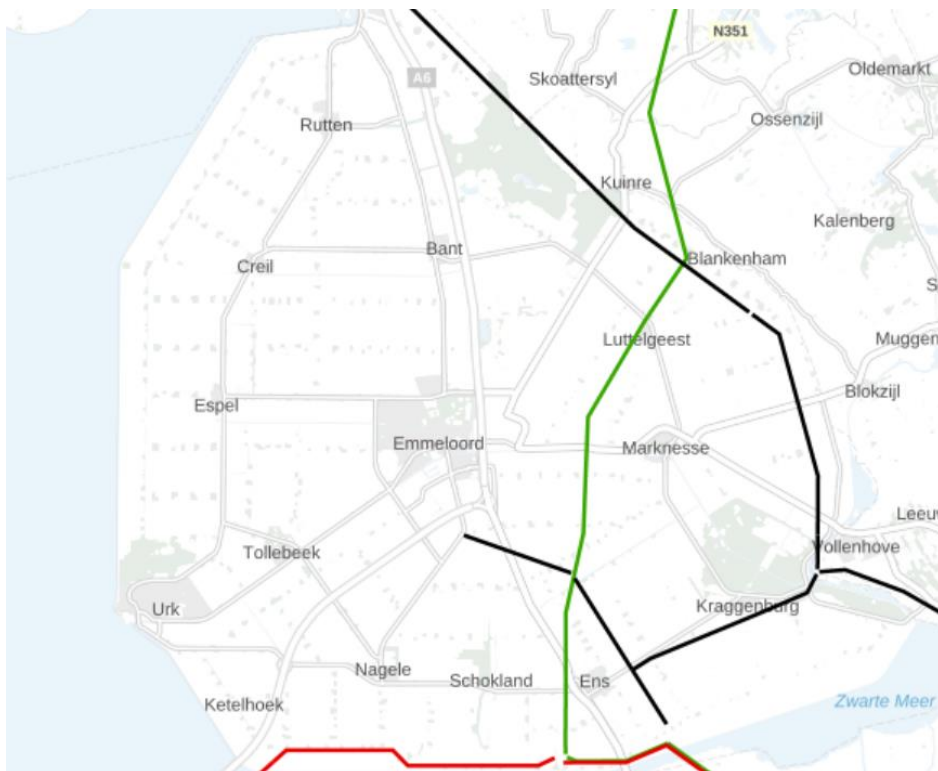 N351
Oldemarkt
A6
Skoattersyl
Rutten
Ossenzijl
Kuinre
Kalenberg
Bant
Blankenham
Creil
S
Luttelgeest
Muggen
Blokzijl
Espel
Emmeloord
Marknesse
Leeuv
Tollebeek
Vollenhove
Urk
Kraggenburg
Nagele
Schokland
Ens
Ketelhoek
Zwarte Meer